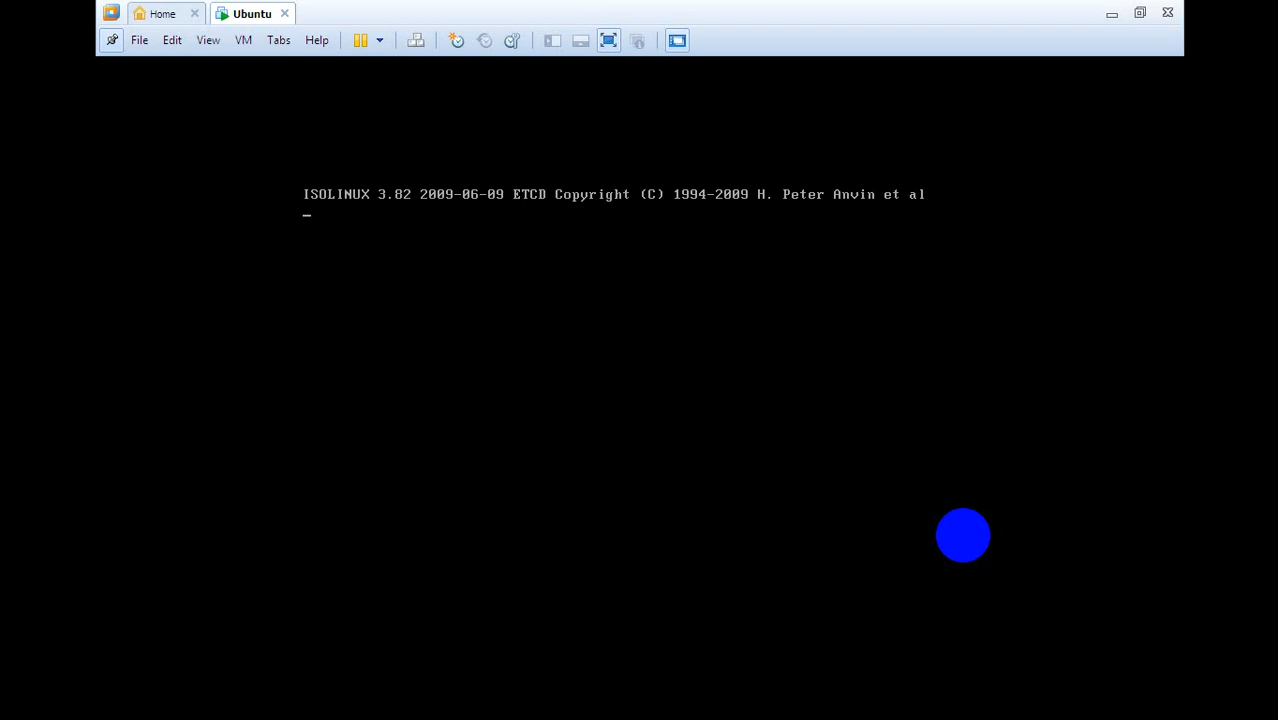 Home
Ubuntu
File Edit View VM Tabs Help
ISOLINUX 3.82 2009-06-09 ETCD Copyright (C) 1994-2009 H. Peter Anvin et al
_